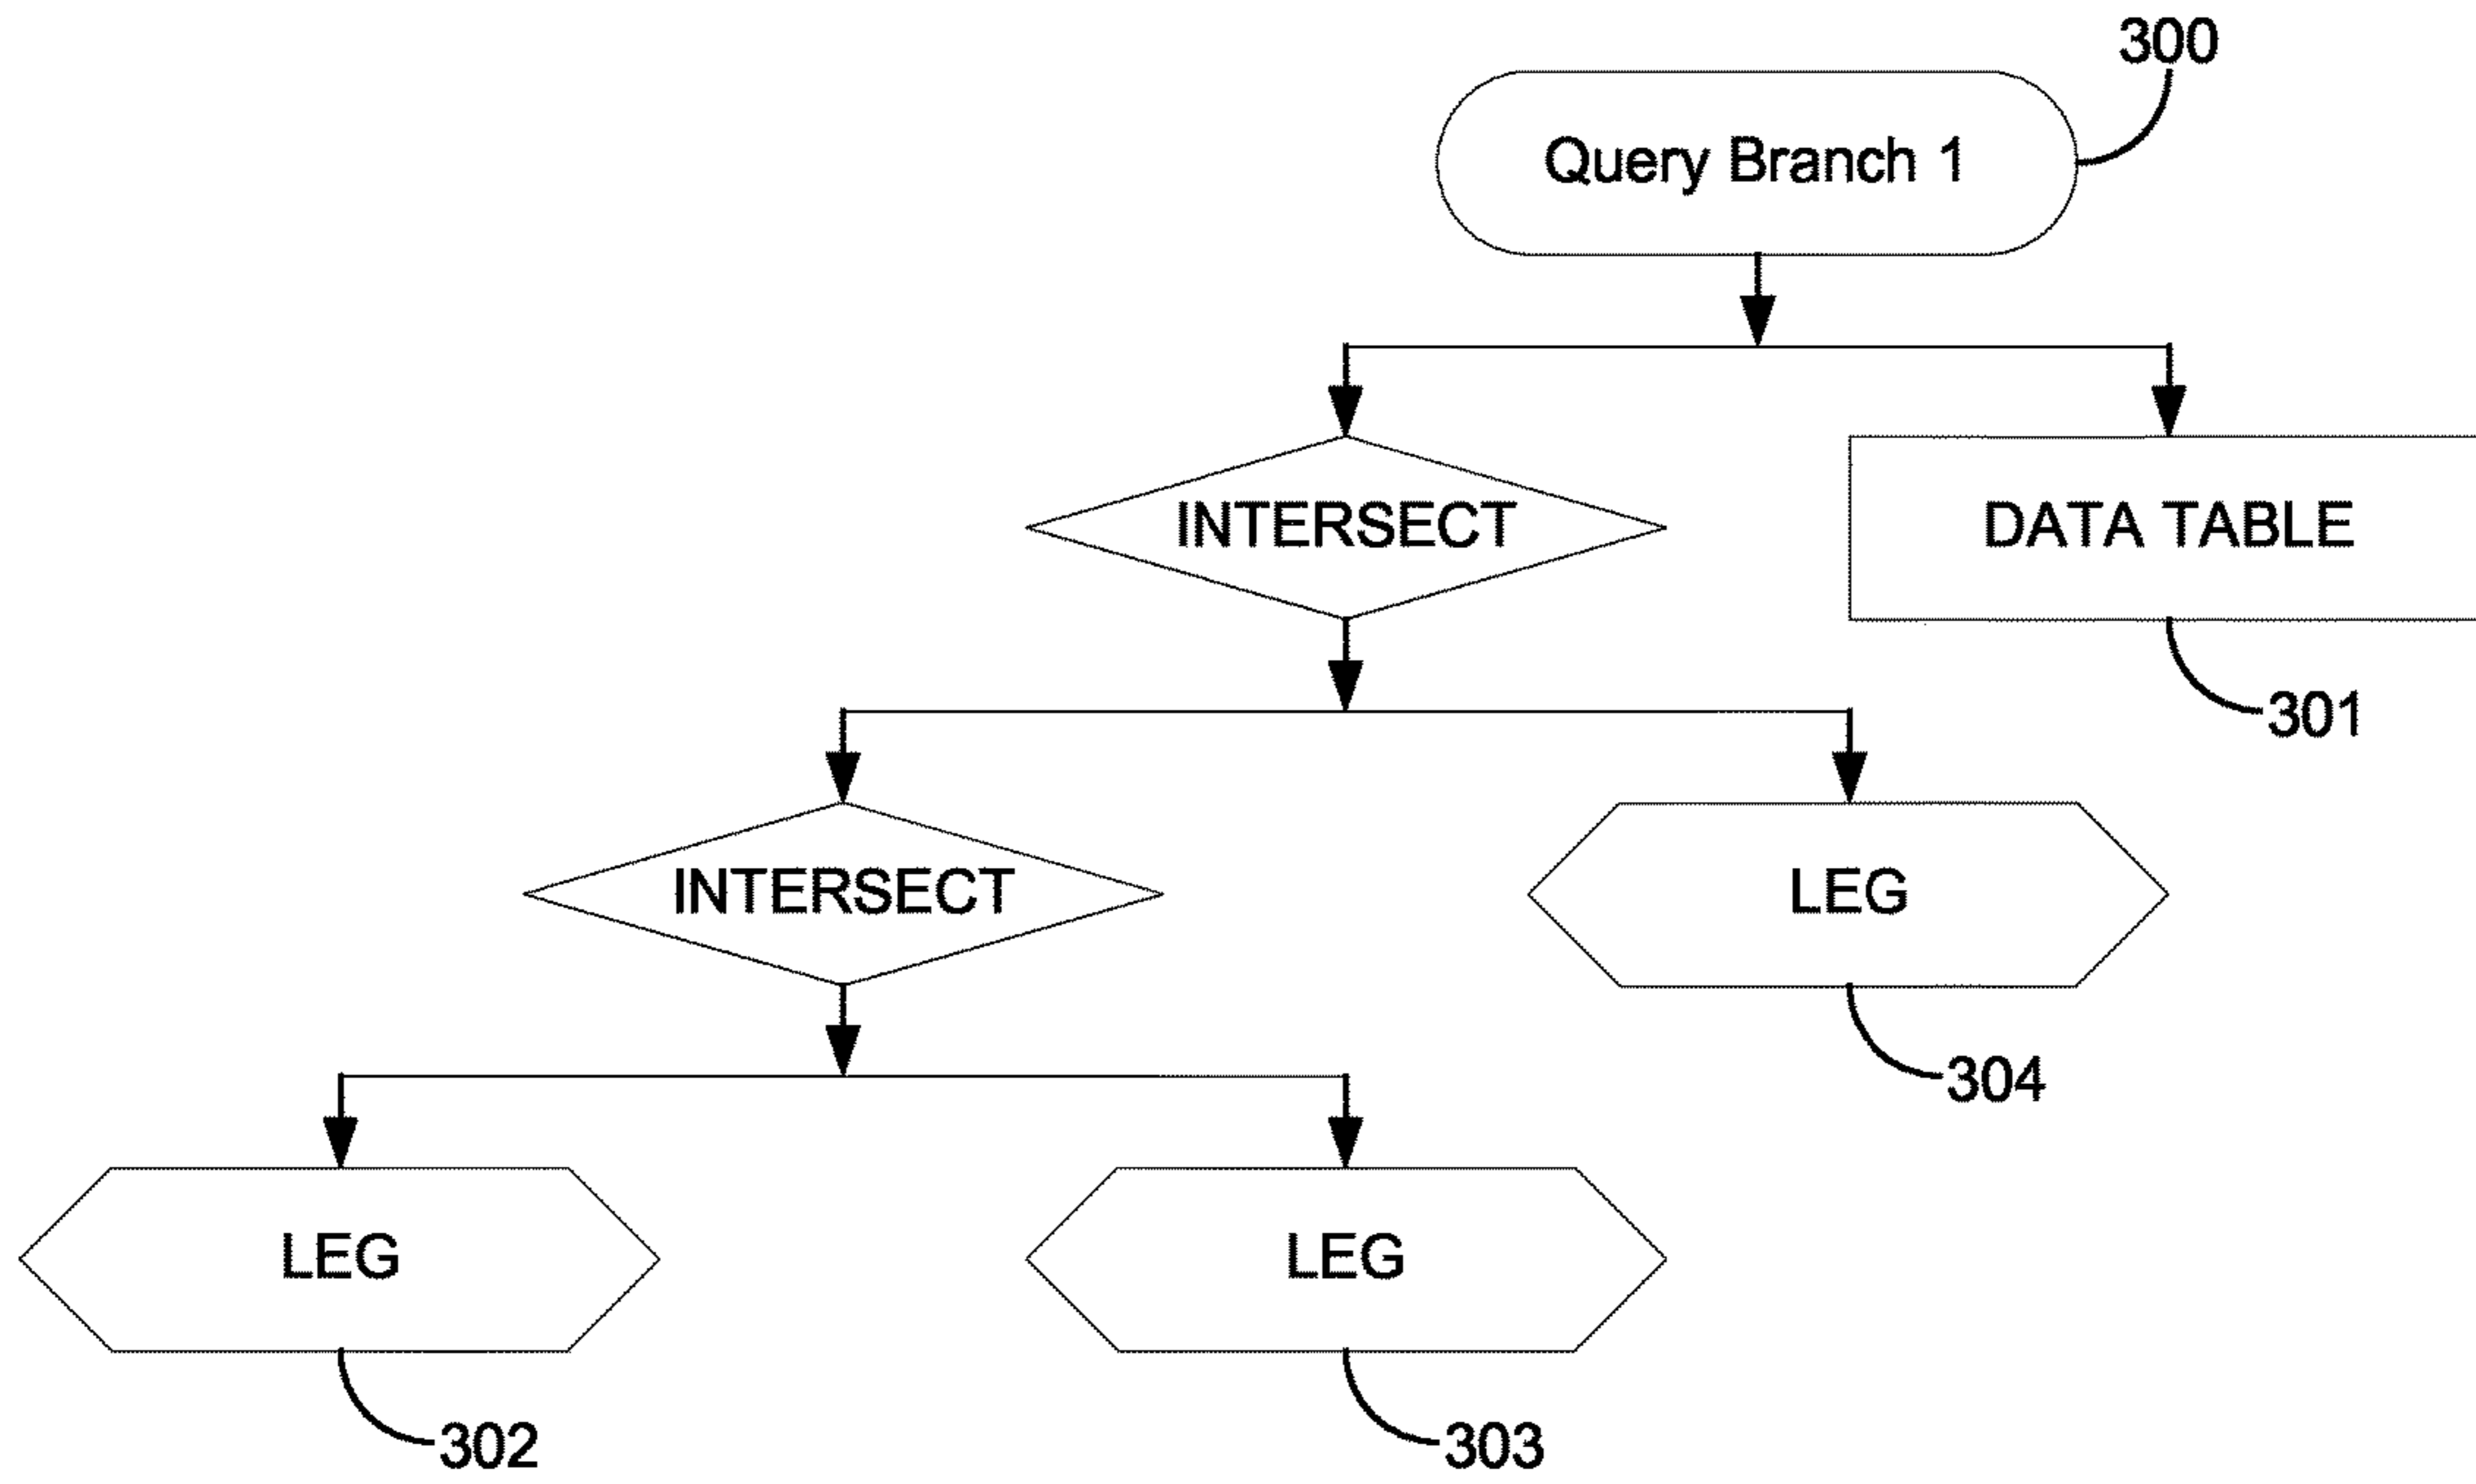 300
Query Branch 1
INTERSECT
DATA TABLE
301
INTERSECT
LEG
304
LEG
LEG
302
303